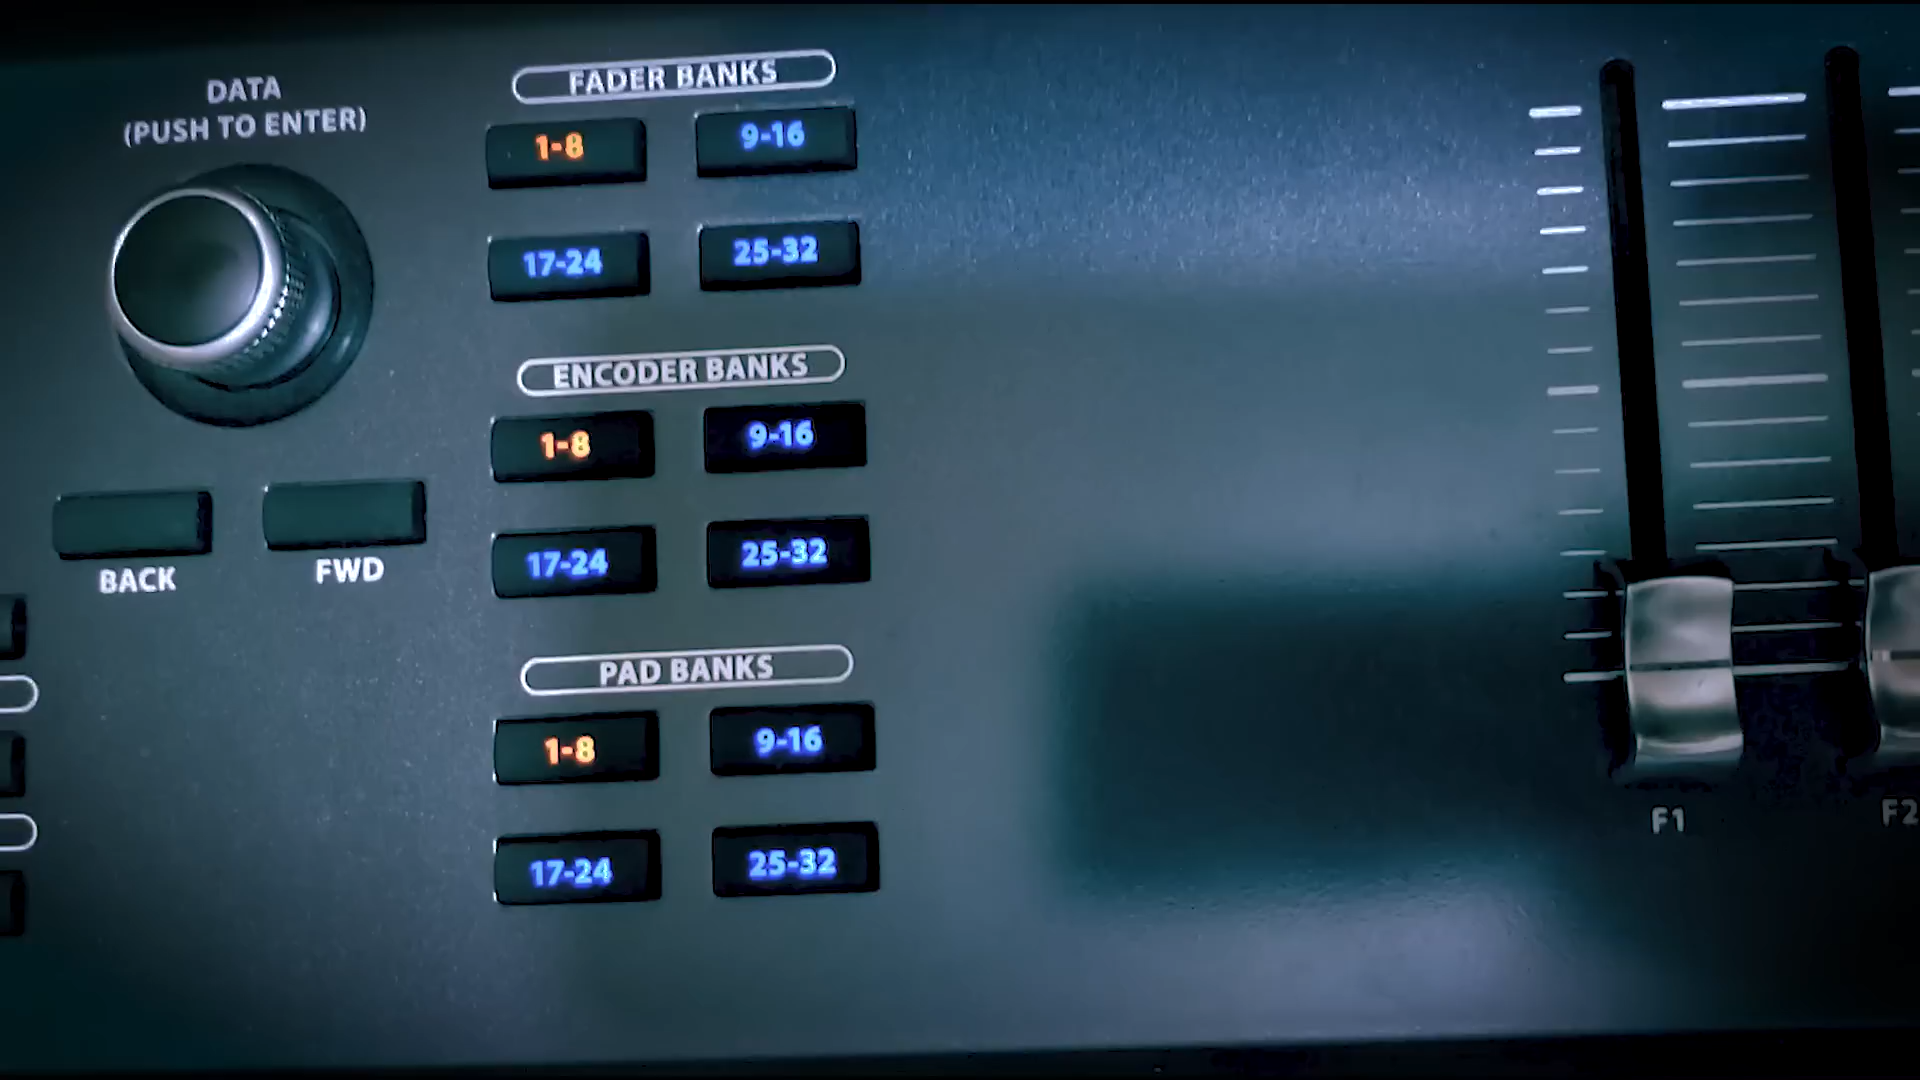 DATA
(PUSH TO ENTER)
BACK
FWD
FADER BANKS
1-8
9-16
17-24
25-32
ENCODER BANKS
1-8
9-16
17-24
25-32
PAD BANKS
1-8
9-16
17-24
25-32
F1
F2